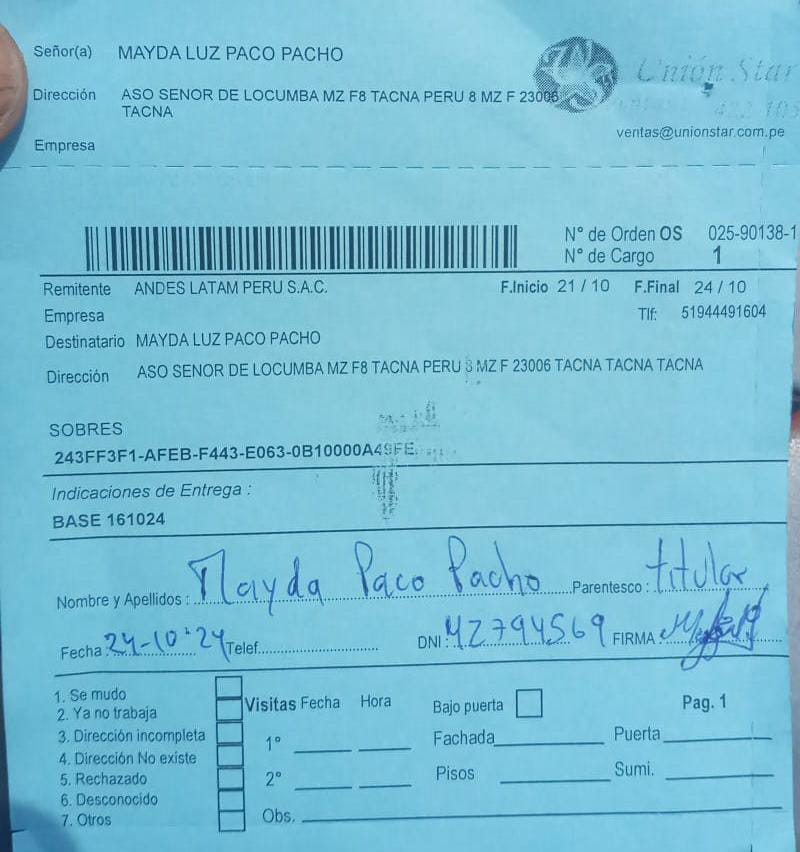 Señor(a) MAYDA LUZ PACO PACHO
Unión Star
Dirección ASO SENOR DE LOCUMBA MZ F8 TACNA PERU 8 MZ F 23006
TACNA
ventas@unionstar.com.pe
Empresa
N° de Orden OS 025-90138-1
N° de Cargo 1
Remitente ANDES LATAM PERU S.A.C. F.Inicio 21 / 10 F.Final 24 / 10
Empresa Tlf: 51944491604
Destinatario MAYDA LUZ PACO PACHO
Dirección ASO SENOR DE LOCUMBA MZ F8 TACNA PERU 8 MZ F 23006 TACNA TACNA TACNA
SOBRES
243FF3F1-AFEB-F443-E063-0B10000A49FE
Indicaciones de Entrega :
BASE 161024
Nombre y Apellidos : Mayda Paco Pacho Parentesco : titular
Fecha 24-10-24 Telef. DNI: 42794569 FIRMA :
1. Se mudo
2. Ya no trabaja
3. Dirección incompleta
4. Dirección No existe
5. Rechazado
6. Desconocido
7. Otros
Visitas Fecha Hora
1°
2°
Obs.
Bajo puerta
Fachada
Pisos
Pag. 1
Puerta
Sumi.